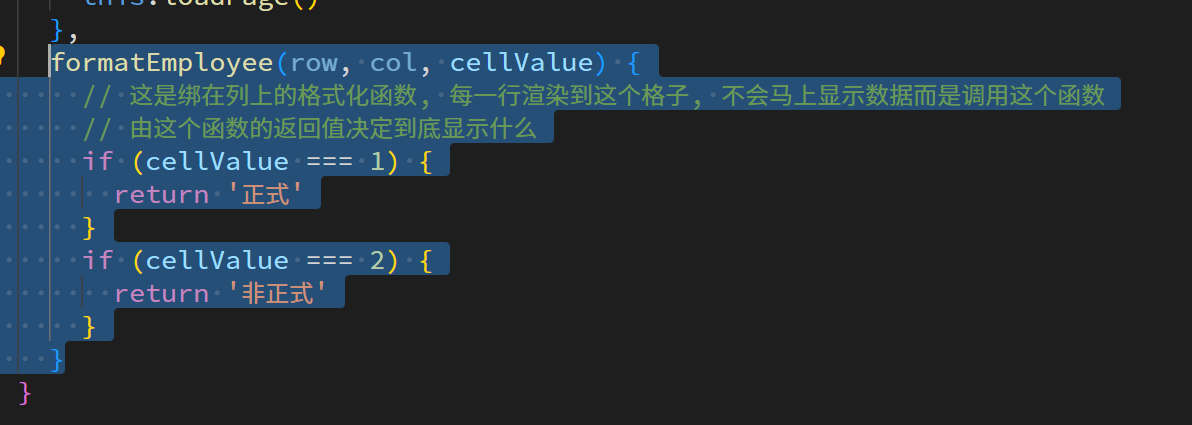 this.loadPage()
},
formatEmployee(row, col, cellValue) {
// 这是绑在列上的格式化函数, 每一行渲染到这个格子, 不会马上显示数据而是调用这个函数
// 由这个函数的返回值决定到底显示什么
if (cellValue === 1) {
return '正式'
}
if (cellValue === 2) {
return '非正式'
}
}
}